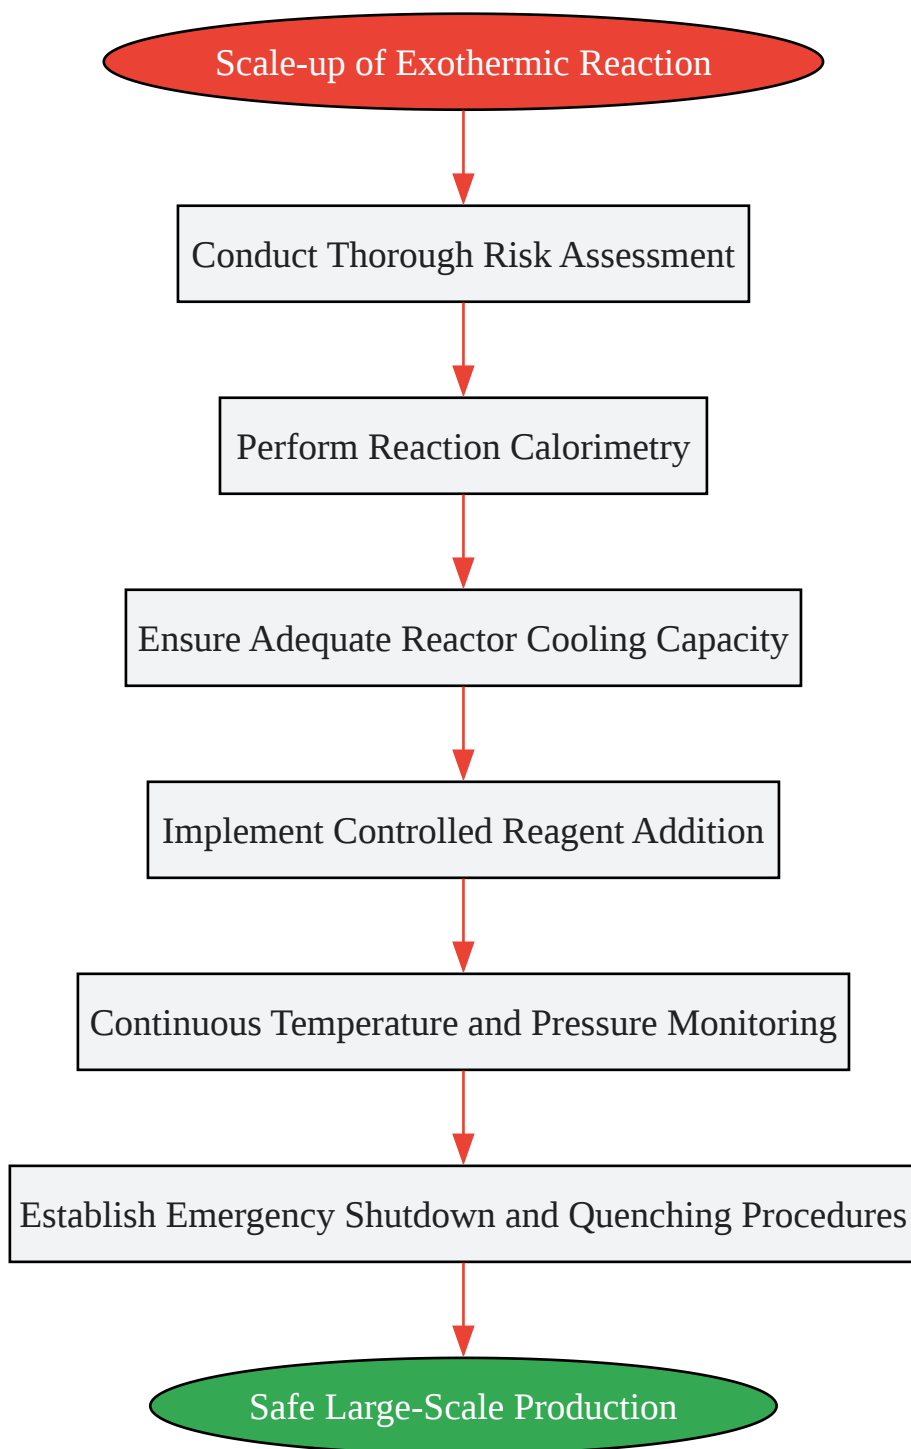 Scale-up of Exothermic Reaction
Conduct Thorough Risk Assessment
Perform Reaction Calorimetry
Ensure Adequate Reactor Cooling Capacity
Implement Controlled Reagent Addition
Continuous Temperature and Pressure Monitoring
Establish Emergency Shutdown and Quenching Procedures
Safe Large-Scale Production